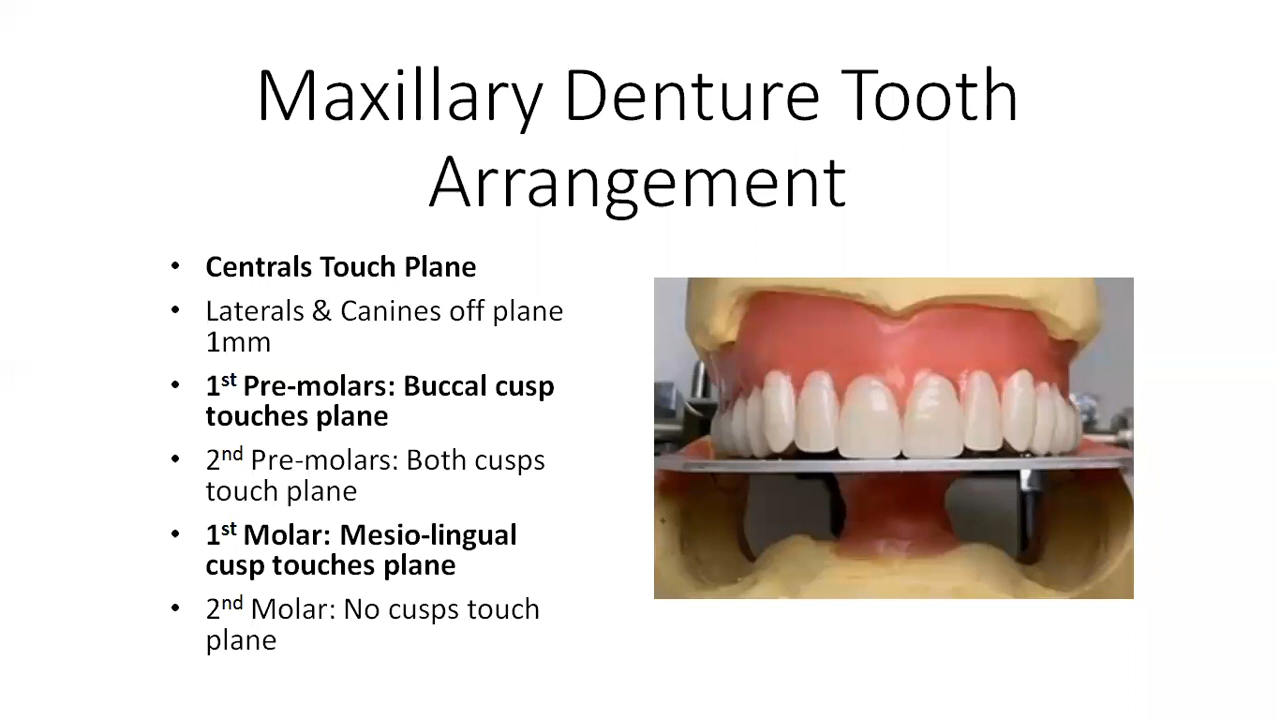 Maxillary Denture Tooth
Arrangement
• Centrals Touch Plane
• Laterals & Canines off plane
1mm
• 1st Pre-molars: Buccal cusp
touches plane
• 2nd Pre-molars: Both cusps
touch plane
• 1st Molar: Mesio-lingual
cusp touches plane
• 2nd Molar: No cusps touch
plane